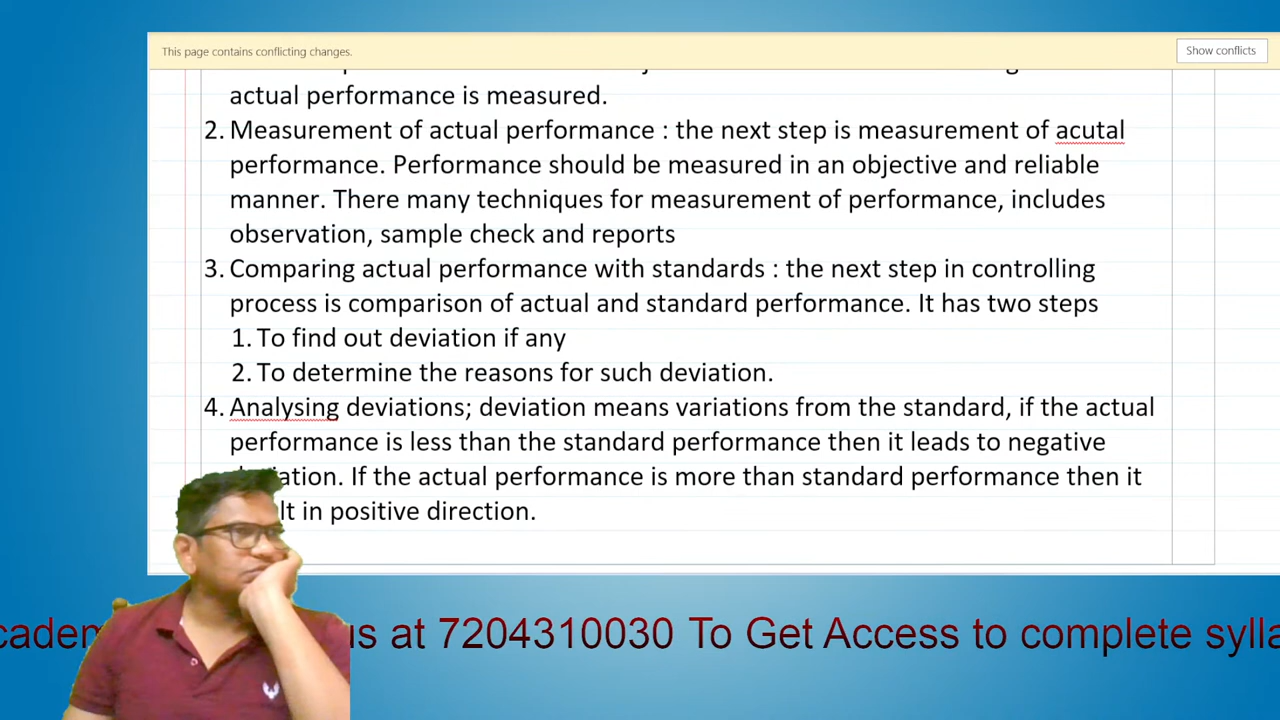 This page contains conflicting changes.
Show conflicts
actual performance is measured.
2. Measurement of actual performance : the next step is measurement of acutal
performance. Performance should be measured in an objective and reliable
manner. There many techniques for measurement of performance, includes
observation, sample check and reports
3. Comparing actual performance with standards : the next step in controlling
process is comparison of actual and standard performance. It has two steps
1. To find out deviation if any
2. To determine the reasons for such deviation.
4. Analysing deviations; deviation means variations from the standard, if the actual
performance is less than the standard performance then it leads to negative
If the actual performance is more than standard performance then it
in positive direction.
us at 7204310030 To Get Access to complete